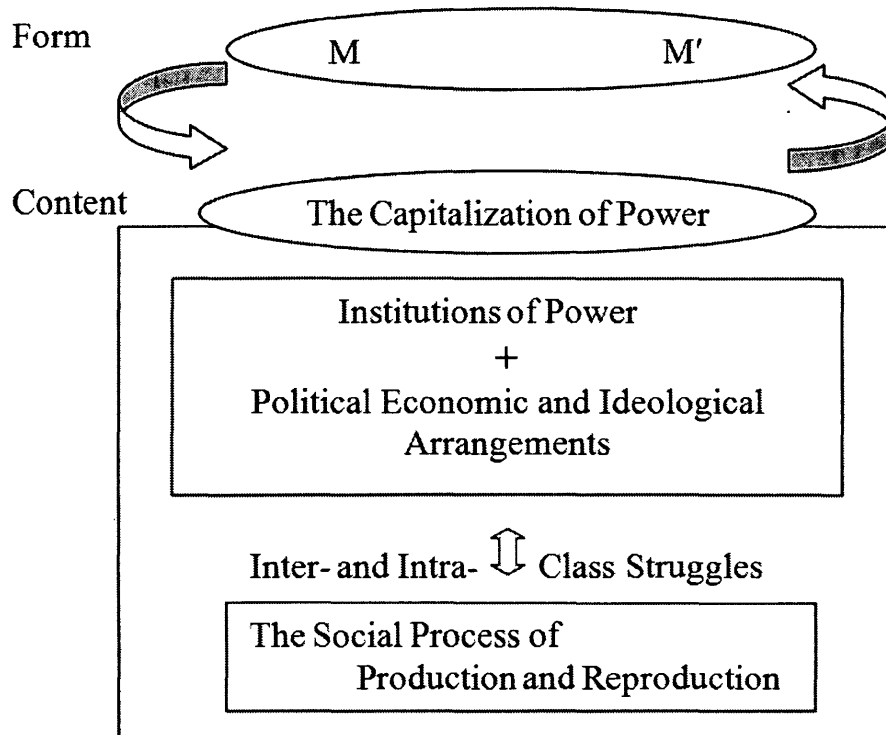 Form
M M′
Content
The Capitalization of Power
Institutions of Power
+
Political Economic and Ideological
Arrangements
Inter- and Intra- Class Struggles
The Social Process of
Production and Reproduction